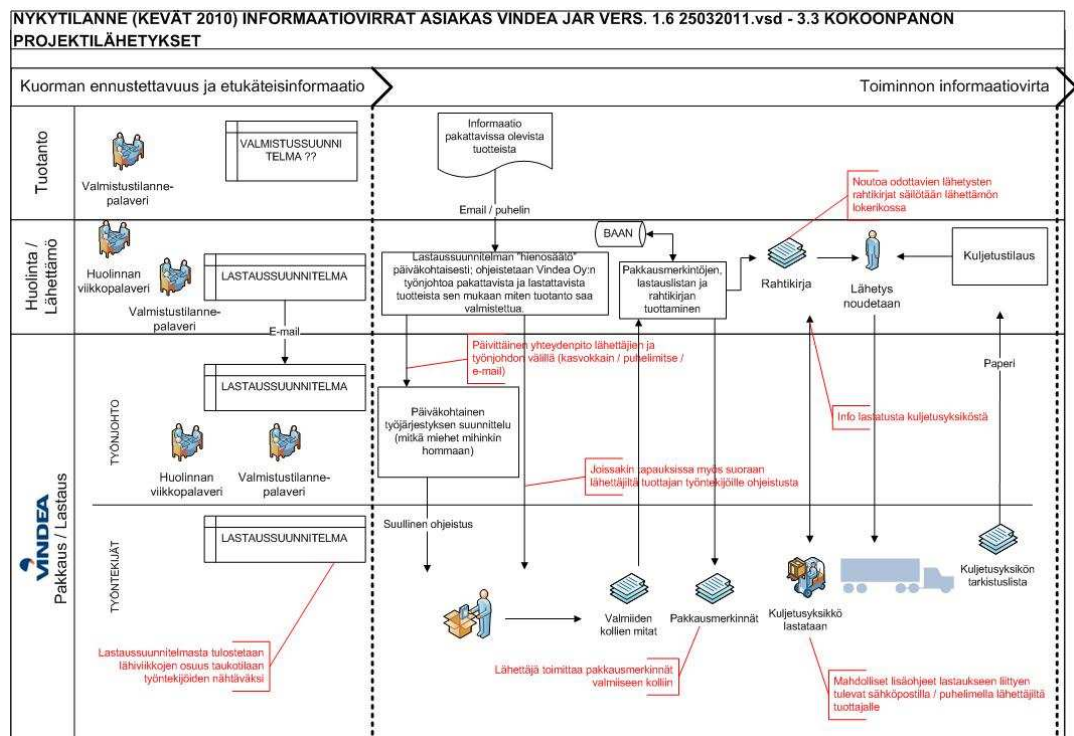 NYKYTILANNE (KEVÄT 2010) INFORMAATIOVIRRAT ASIAKAS VINDEA JAR VERS. 1.6 25032011.vsd - 3.3 KOKOONPANON
PROJEKTILÄHETYKSET
Kuorman ennustettavuus ja etukäteisinformaatio
Toiminnon informaatiovirta
Tuotanto
Valmistustilanne-
palaveri
VALMISTUSSUUNNI
TELMA ??
Informaatio
pakattavissa olevista
tuotteista
Email / puhelin
Noutoa odottavien lähetysten
rahtikirjat säilötään lähettämön
lokerikossa
Huolinta /
Lähettämö
Huolinnan
viikkopalaveri
Valmistustilanne-
palaveri
LASTAUSSUUNNITELMA
E-mail
Lastaussuunnitelman "hienosäätö"
päiväkohtaisesti; ohjeistetaan Vindea Oy:n
työnjohtoa pakattavista ja lastattavista
tuotteista sen mukaan miten tuotanto saa
valmistettua.
BAAN
Pakkausmerkintöjen,
lastauslistan ja
rahtikirjan
tuottaminen
Rahtikirja
Lähetys
noudetaan
Kuljetustilaus
VINDEA
Pakkaus / Lastaus
TYÖNJOHTO
LASTAUSSUUNNITELMA
Huolinnan
viikkopalaveri
Valmistustilanne-
palaveri
Päivittäinen yhteydenpito lähettäjien ja
työnjohdon välillä (kasvokkain / puhelimitse /
e-mail)
Päiväkohtainen
työjärjestyksen suunnittelu
(mitkä miehet mihinkin
hommaan)
Joissakin tapauksissa myös suoraan
lähettäjiltä tuottajan työntekijöille ohjeistusta
Info lastatusta kuljetusyksiköstä
Paperi
TYÖNTEKIJÄT
LASTAUSSUUNNITELMA
Lastaussuunnitelmasta tulostetaan
lähiviikkojen osuus taukotilaan
työntekijöiden nähtäväksi
Suullinen ohjeistus
Valmiiden
kollien mitat
Pakkausmerkinnät
Kuljetusyksikkö
lastataan
Kuljetusyksikön
tarkistuslista
Lähettäjä toimittaa pakkausmerkinnät
valmiiseen kolliin
Mahdolliset lisäohjeet lastaukseen liittyen
tulevat sähköpostilla / puhelimella lähettäjiltä
tuottajalle